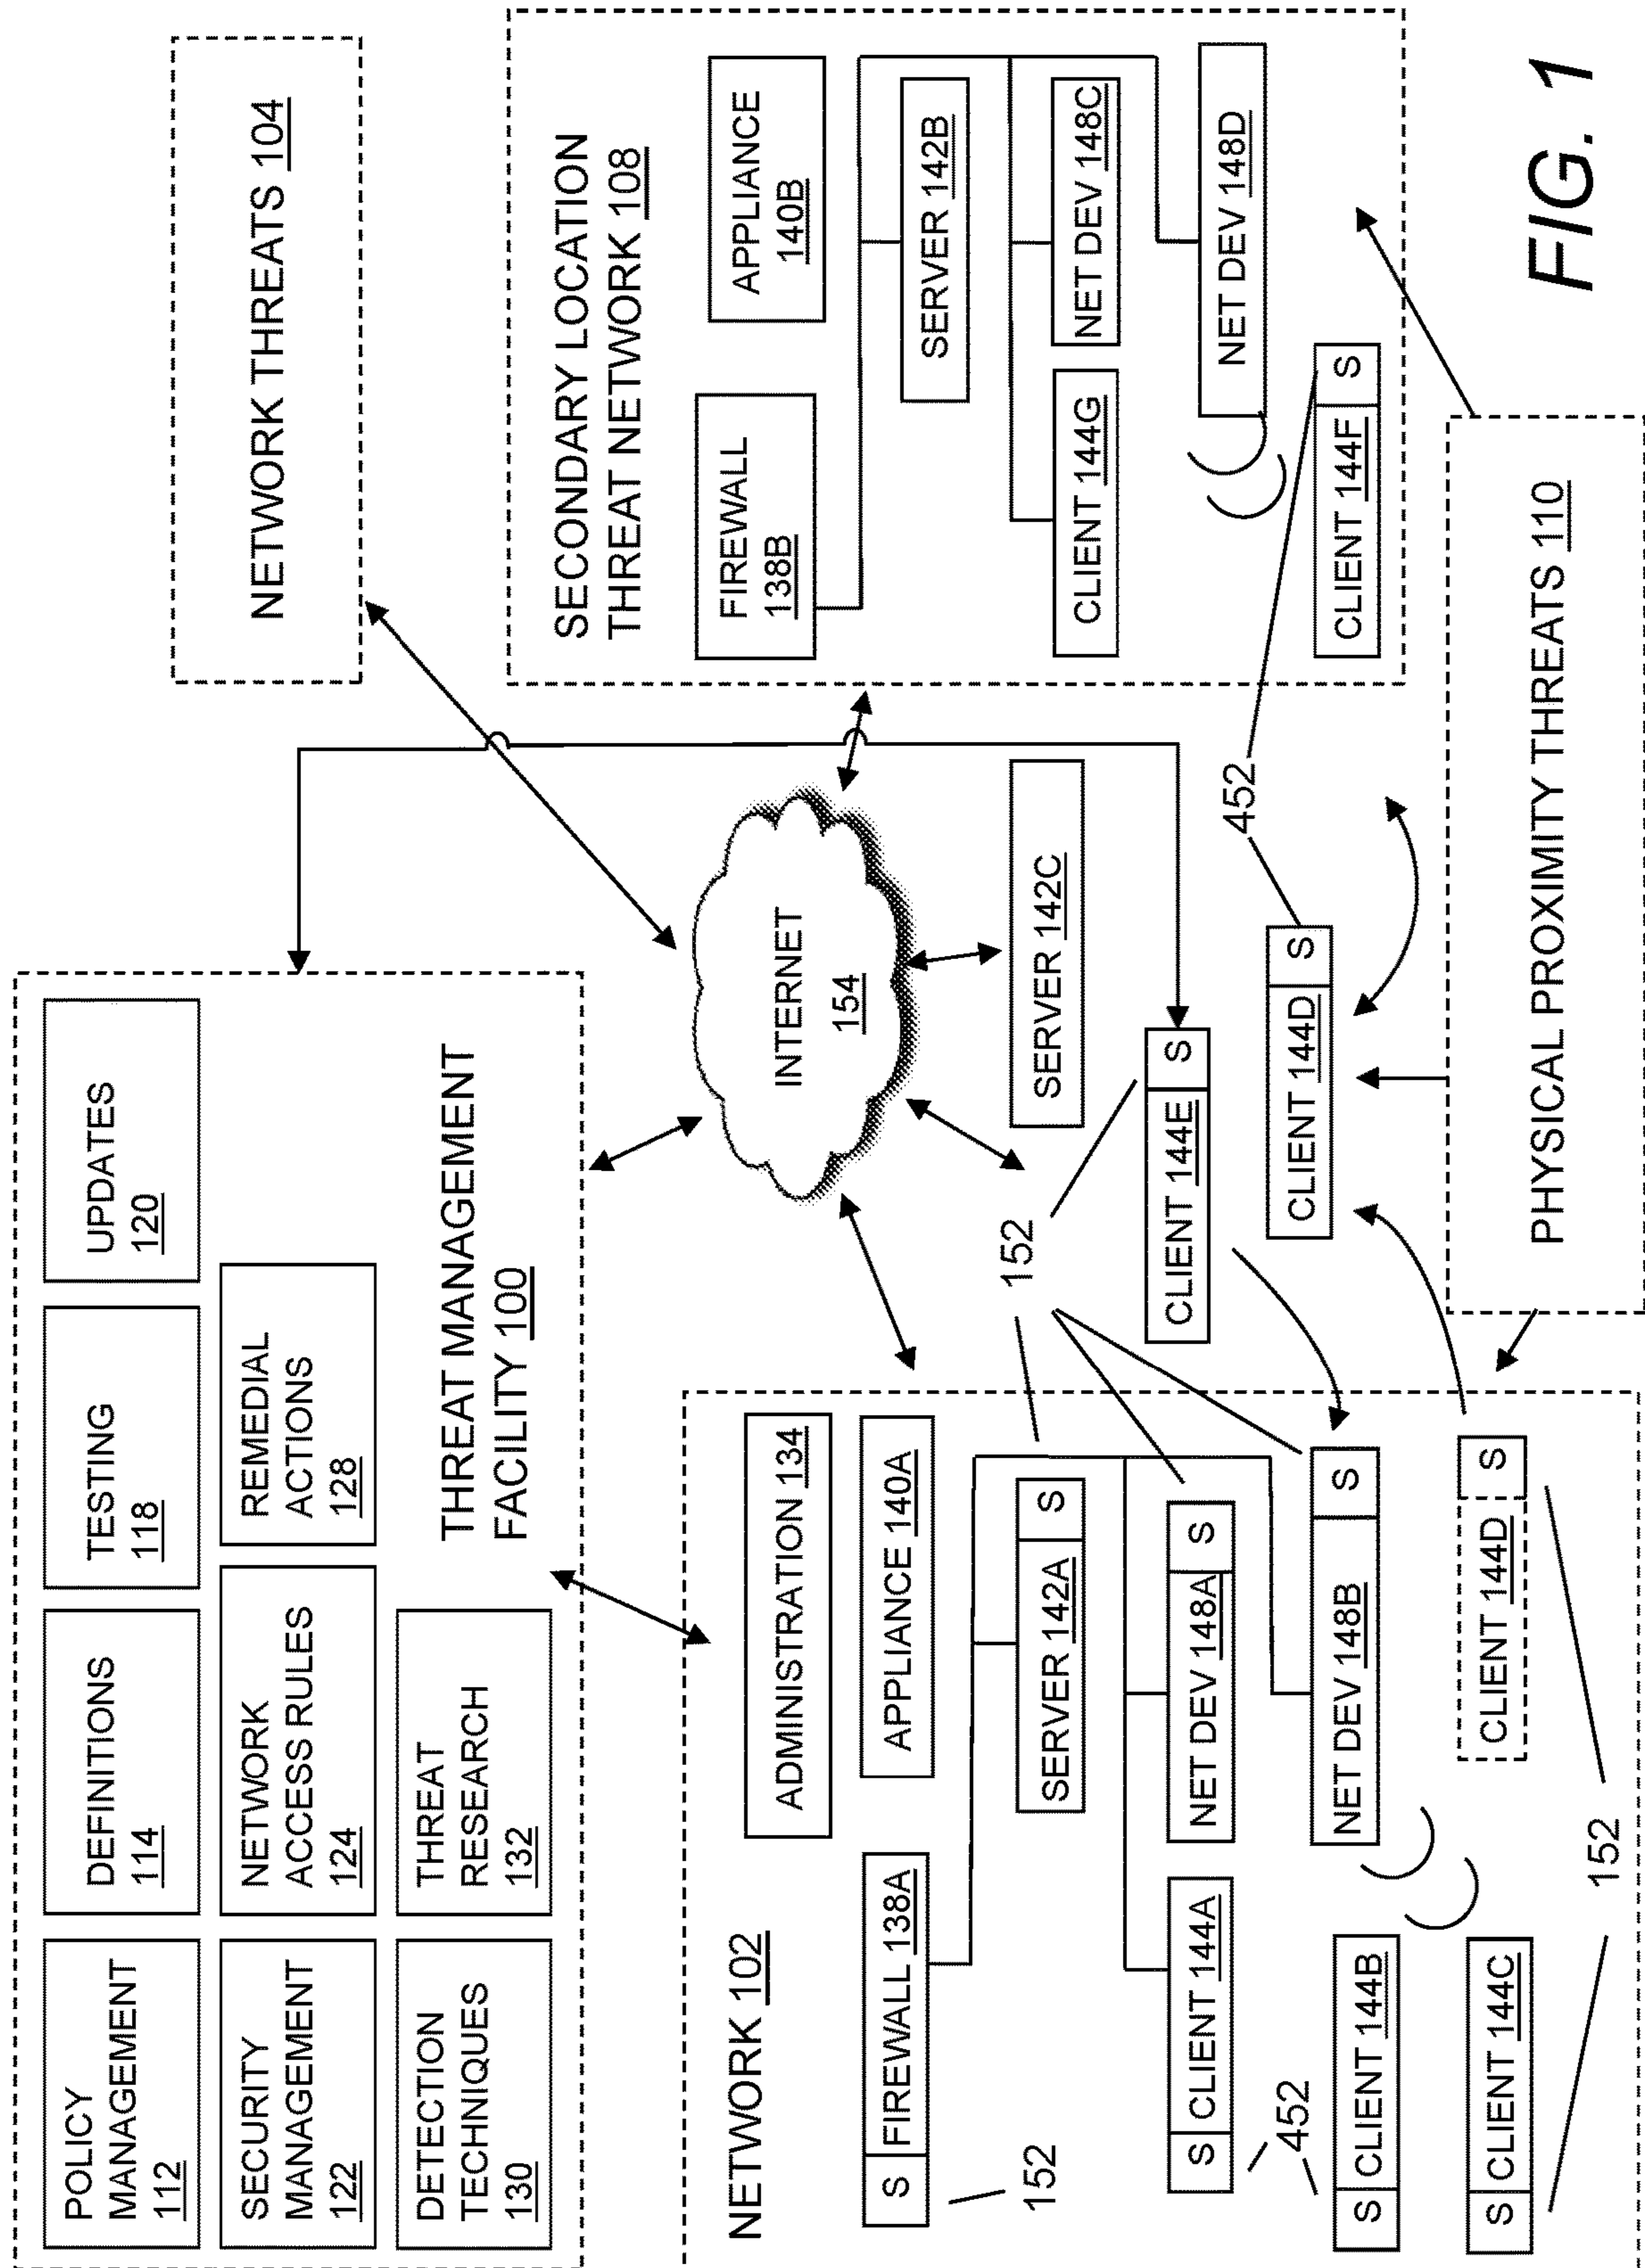 POLICY
MANAGEMENT
112
DEFINITIONS
114
TESTING
118
UPDATES
120
SECURITY
MANAGEMENT
122
NETWORK
ACCESS RULES
124
REMEDIAL
ACTIONS
128
DETECTION
TECHNIQUES
130
THREAT
RESEARCH
132
THREAT MANAGEMENT
FACILITY 100
NETWORK THREATS 104
INTERNET
154
SERVER 142C
SECONDARY LOCATION
THREAT NETWORK 108
FIREWALL
138B
APPLIANCE
140B
SERVER 142B
CLIENT 144G
NET DEV 148C
NET DEV 148D
CLIENT 144F
S
NETWORK 102
ADMINISTRATION 134
S
FIREWALL 138A
APPLIANCE 140A
152
SERVER 142A
S
152
S
CLIENT 144A
NET DEV 148A
S
CLIENT 144E
S
452
452
S
CLIENT 144B
NET DEV 148B
S
CLIENT 144D
S
S
CLIENT 144C
CLIENT 144D
S
152
PHYSICAL PROXIMITY THREATS 110
FIG. 1